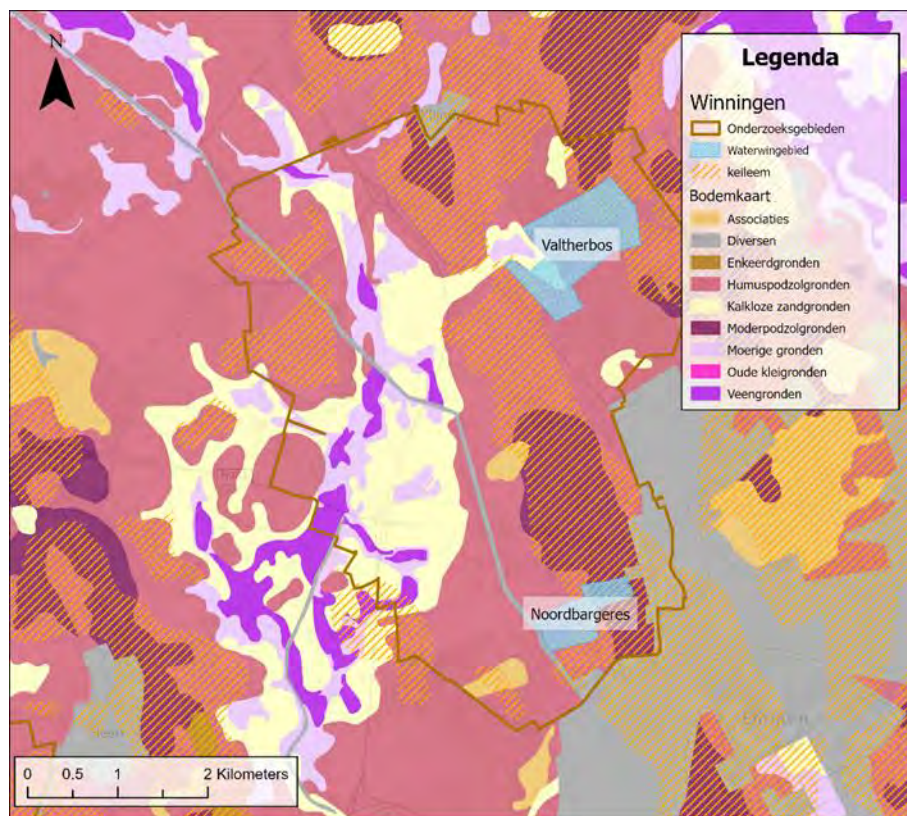 N
Legenda
Winningen
Onderzoeksgebieden
Waterwingebied
keileem
Bodemkaart
Associaties
Diversen
Enkeerdgronden
Humuspodzolgronden
Kalkloze zandgronden
Moderpodzolgronden
Moerige gronden
Oude kleigronden
Veengronden
Valtherbos
Noordbargeres
Emmen
0 0.5 1 2 Kilometers